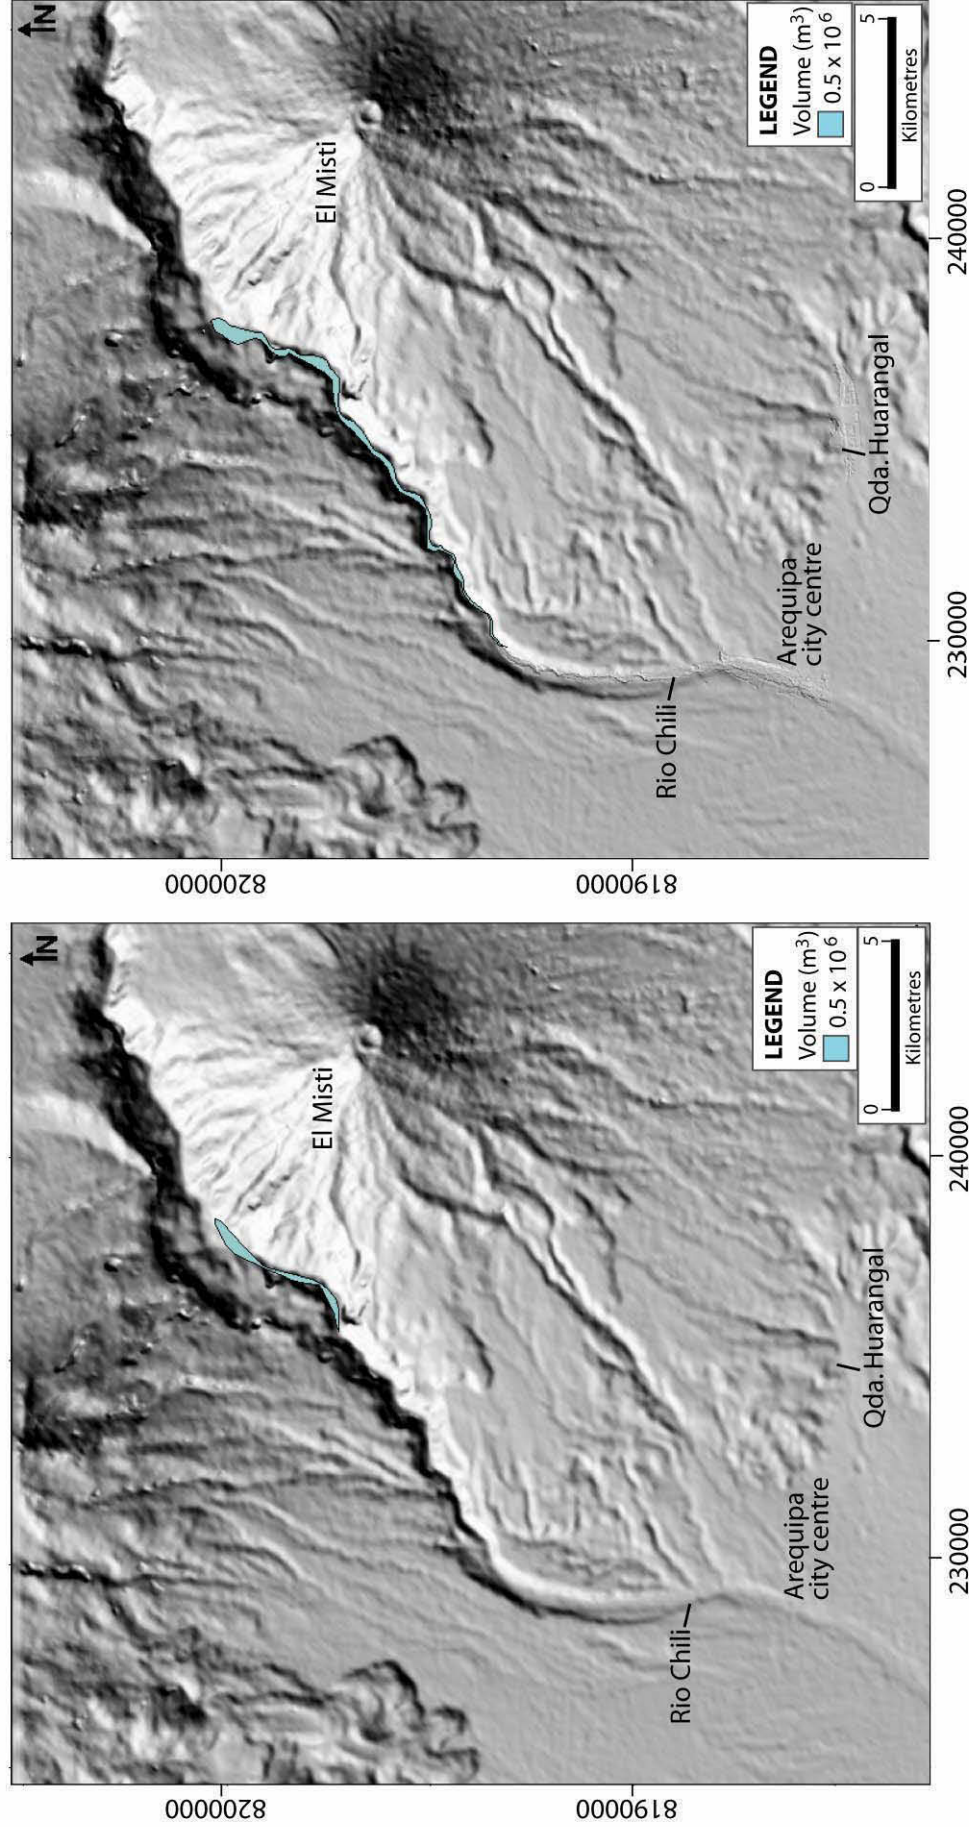 N
8200000
8190000
230000
240000
El Misti
Rio Chili
Arequipa
city centre
Qda. Huarangal
LEGEND
Volume (m³)
0.5 x 10⁶
0
5
Kilometres
N
8200000
8190000
230000
240000
El Misti
Rio Chili
Arequipa
city centre
Qda. Huarangal
LEGEND
Volume (m³)
0.5 x 10⁶
0
5
Kilometres